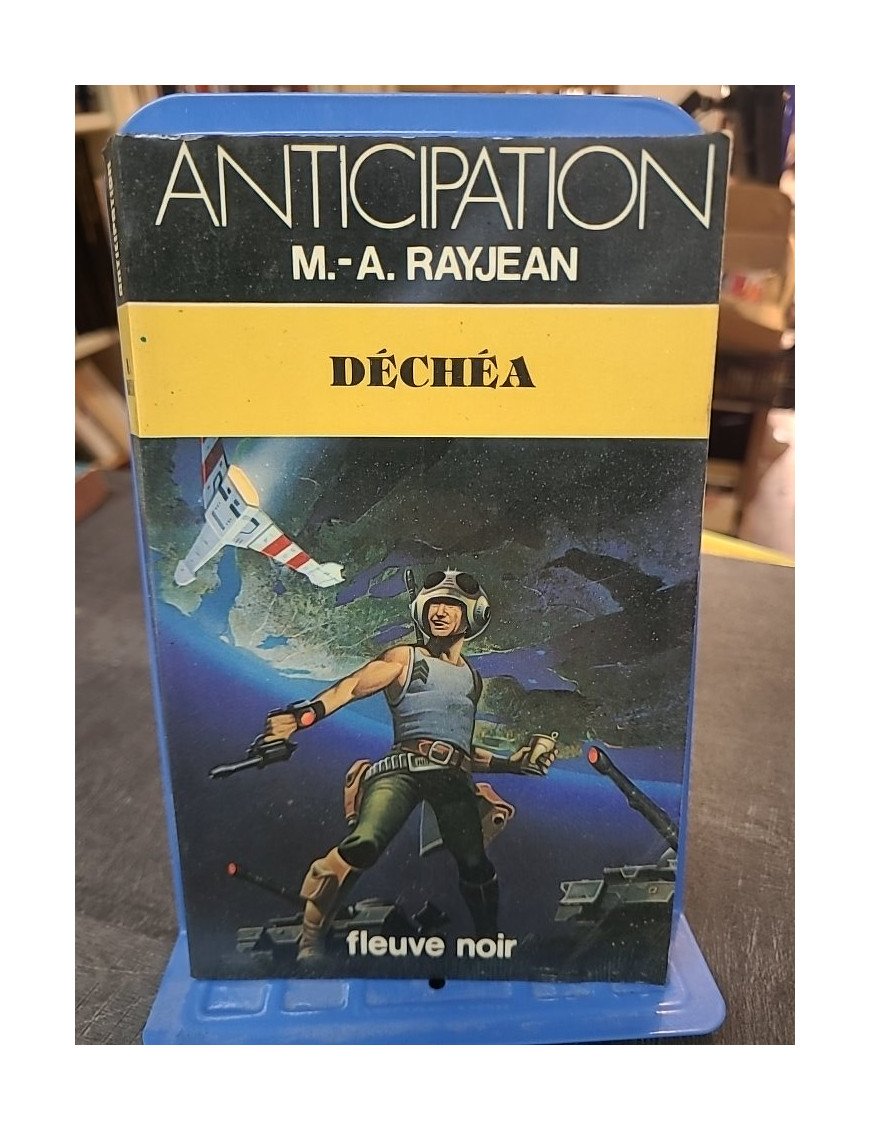 ANTICIPATION
M.-A. RAYJEAN
DÉCHÉA
fleuve noir